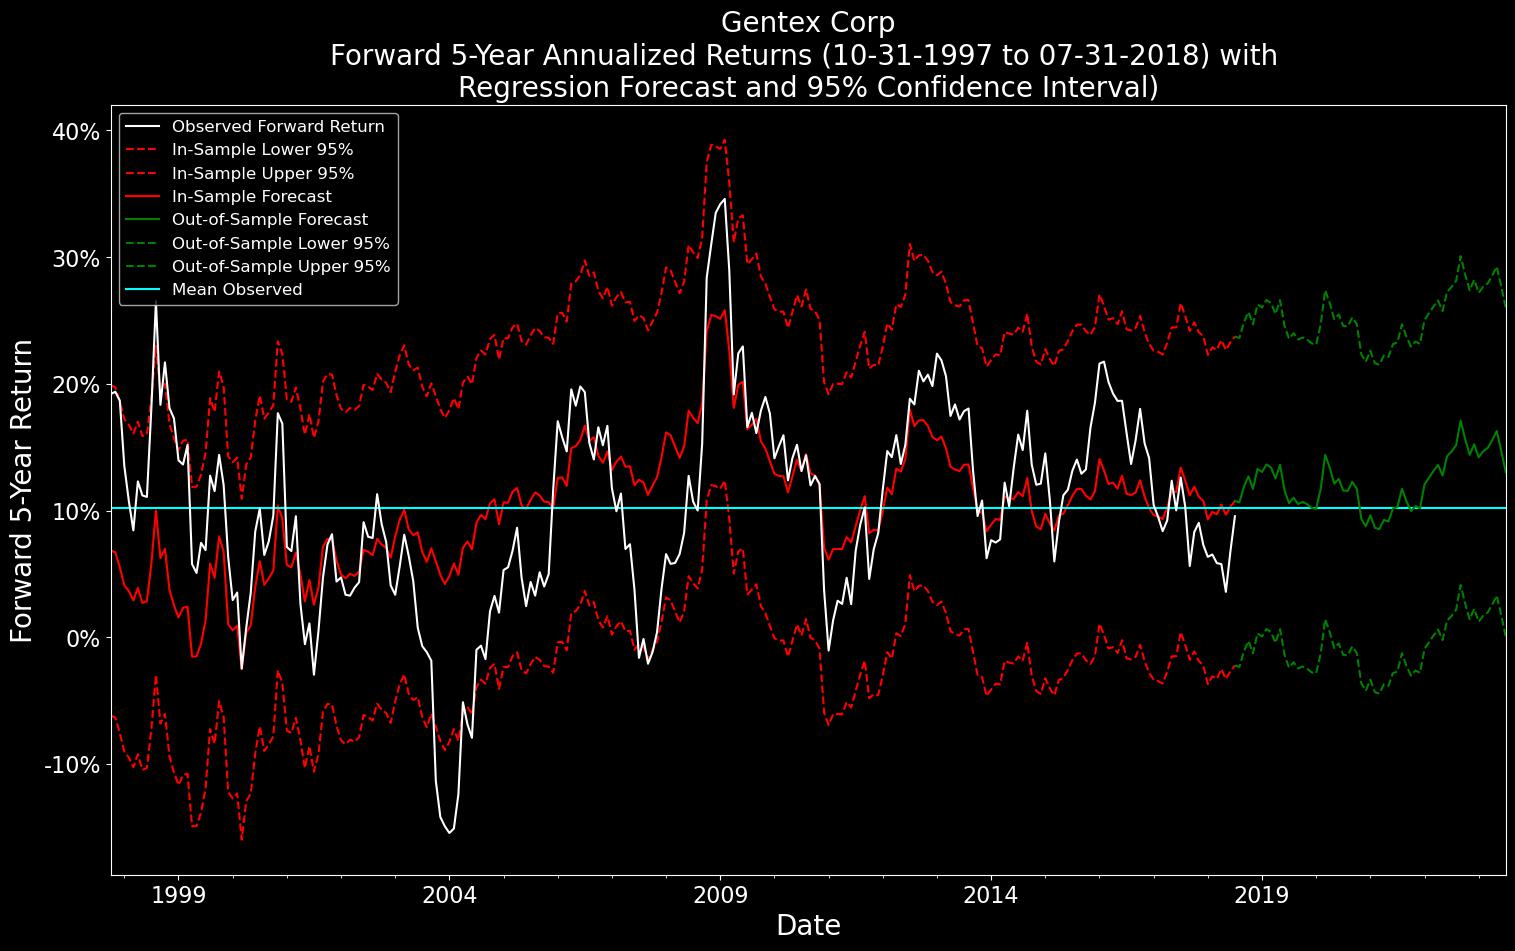 Gentex Corp
Forward 5-Year Annualized Returns (10-31-1997 to 07-31-2018) with
Regression Forecast and 95% Confidence Interval)
Observed Forward Return
In-Sample Lower 95%
In-Sample Upper 95%
In-Sample Forecast
Out-of-Sample Forecast
Out-of-Sample Lower 95%
Out-of-Sample Upper 95%
Mean Observed
Forward 5-Year Return
40%
30%
20%
10%
0%
-10%
1999
2004
2009
2014
2019
Date